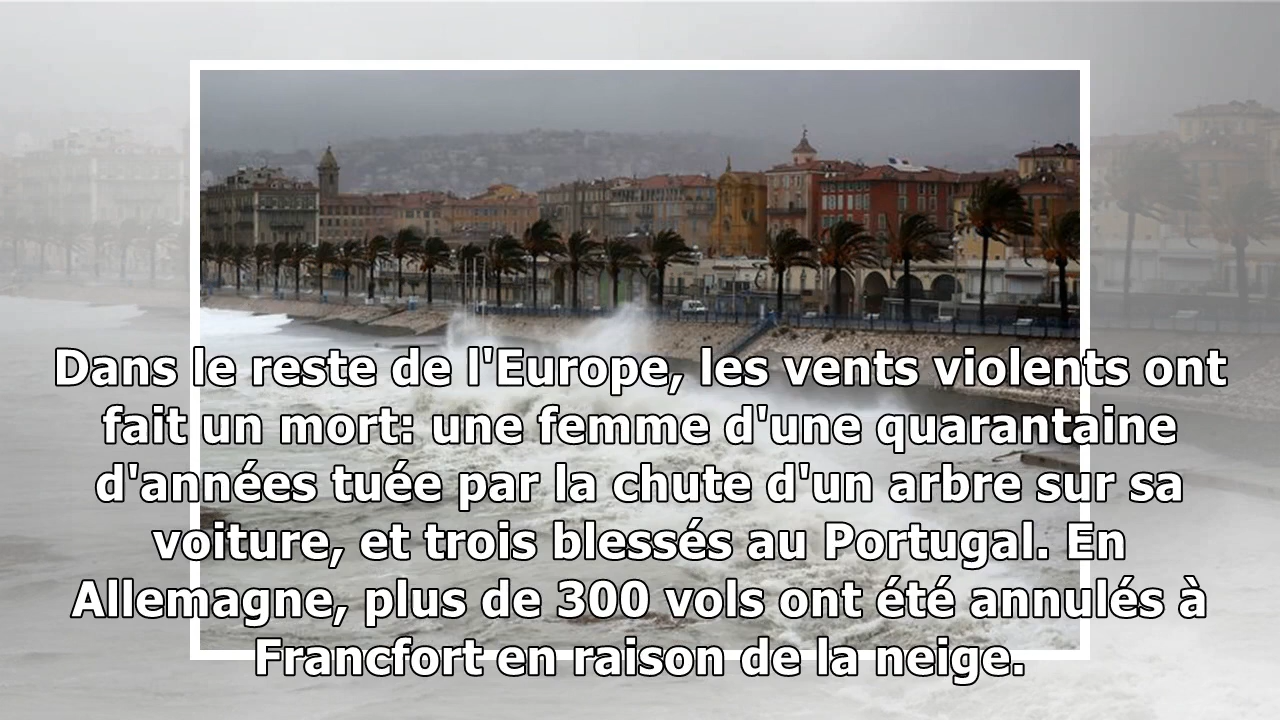 Dans le reste de l'Europe, les vents violents ont
fait un mort: une femme d'une quarantaine
d'années tuée par la chute d'un arbre sur sa
voiture, et trois blessés au Portugal. En
Allemagne, plus de 300 vols ont été annulés à
Francfort en raison de la neige.